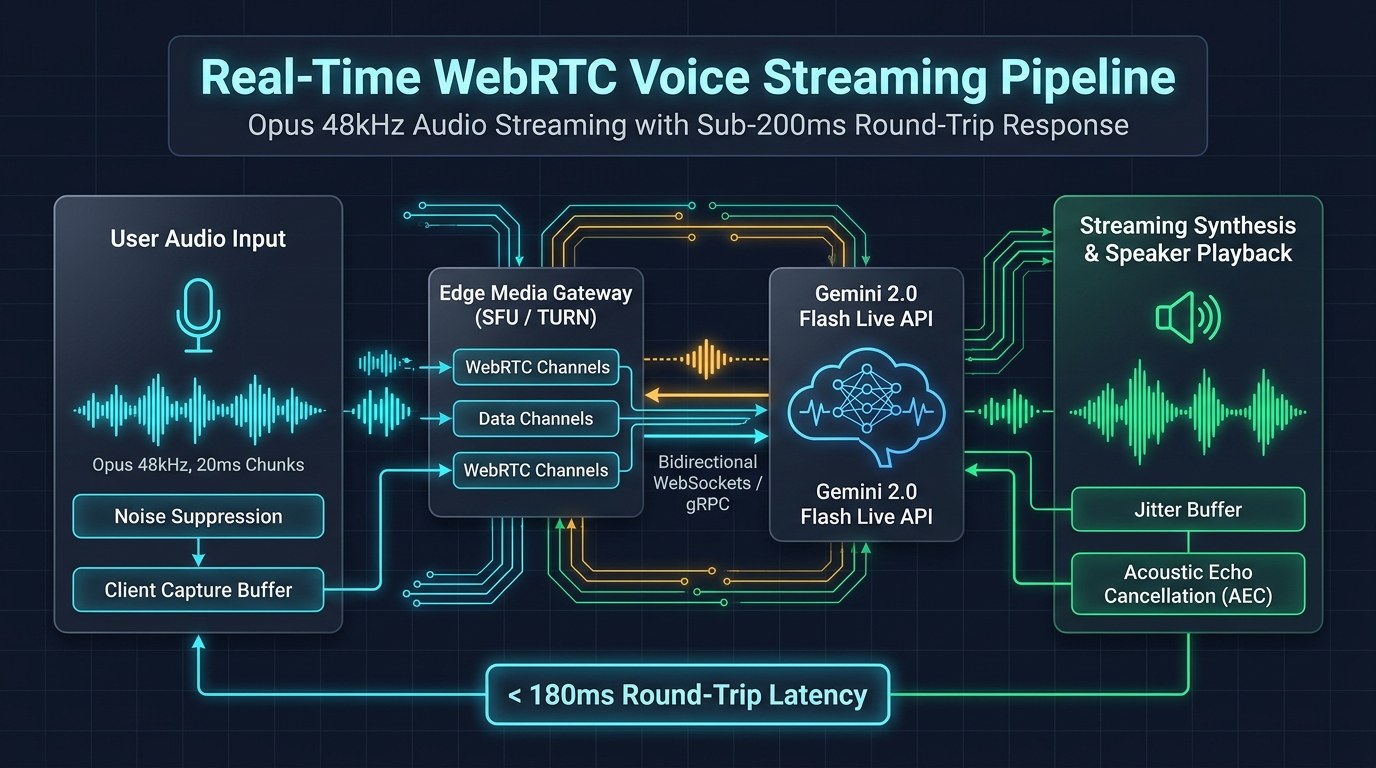 Real-Time WebRTC Voice Streaming Pipeline
Opus 48kHz Audio Streaming with Sub-200ms Round-Trip Response
User Audio Input
Opus 48kHz, 20ms Chunks
Noise Suppression
Client Capture Buffer
Edge Media Gateway
(SFU / TURN)
WebRTC Channels
Data Channels
WebRTC Channels
Bidirectional
WebSockets /
gRPC
Gemini 2.0
Flash Live API
Gemini 2.0
Flash Live API
Streaming Synthesis
& Speaker Playback
Jitter Buffer
Acoustic Echo
Cancellation (AEC)
< 180ms Round-Trip Latency